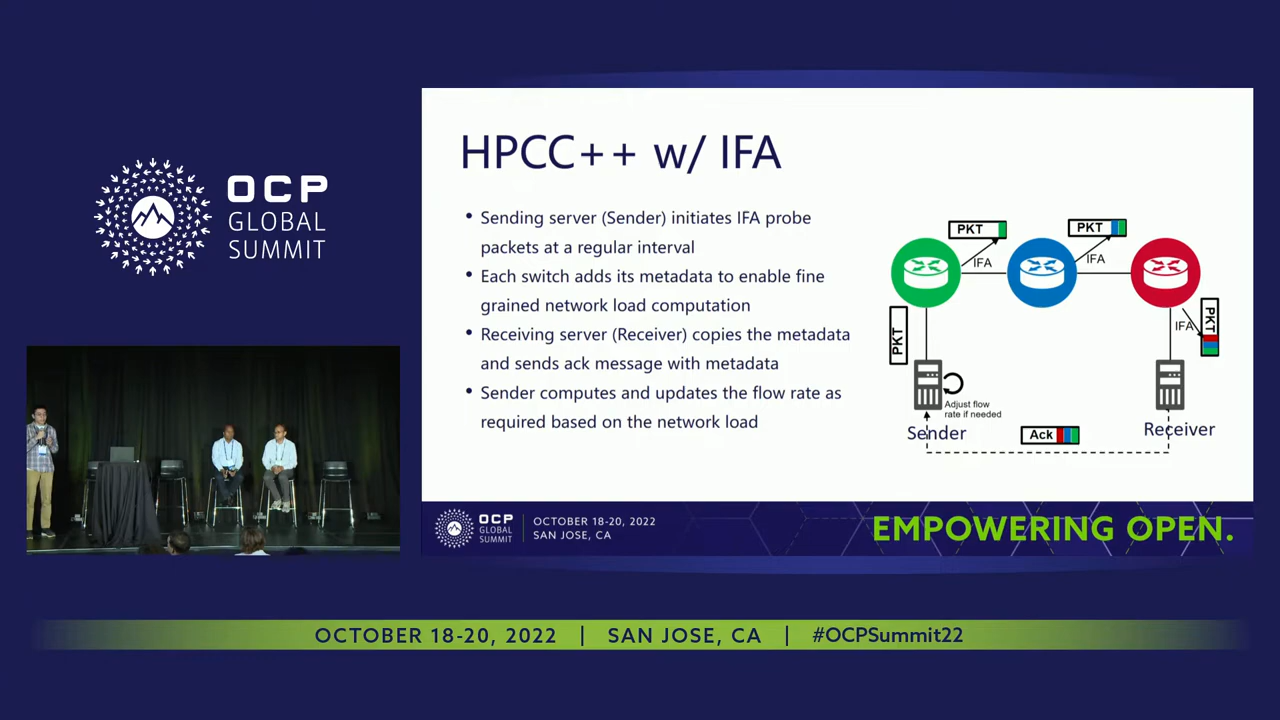 OCP
GLOBAL
SUMMIT
HPCC++ w/ IFA
• Sending server (Sender) initiates IFA probe
packets at a regular interval
• Each switch adds its metadata to enable fine
grained network load computation
• Receiving server (Receiver) copies the metadata
and sends ack message with metadata
• Sender computes and updates the flow rate as
required based on the network load
PKT
PKT
IFA
IFA
PKT
IFA
PKT
Adjust flow
rate if needed
Sender
Ack
Receiver
OCP
GLOBAL
SUMMIT
OCTOBER 18-20, 2022
SAN JOSE, CA
EMPOWERING OPEN.
OCTOBER 18-20, 2022 | SAN JOSE, CA | #OCPSummit22